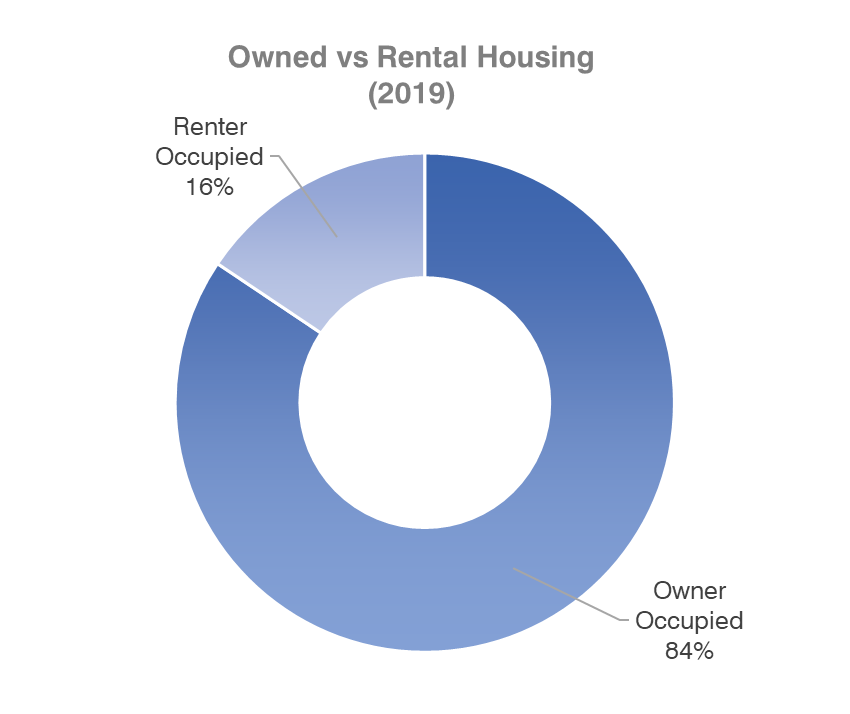 Owned vs Rental Housing
(2019)
Renter
Occupied
16%
Owner
Occupied
84%